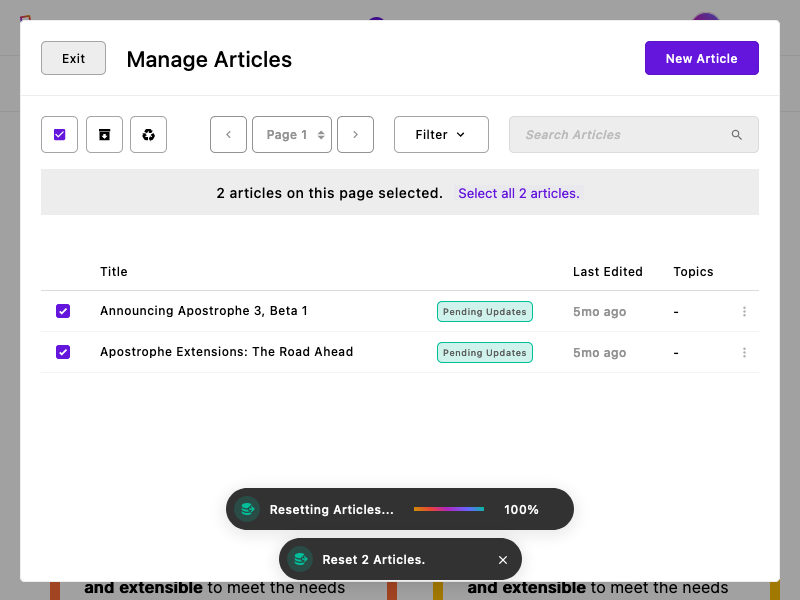 Exit
Manage Articles
New Article
Page 1
Filter
Search Articles
2 articles on this page selected. Select all 2 articles.
Title Last Edited Topics
Announcing Apostrophe 3, Beta 1 Pending Updates 5mo ago -
Apostrophe Extensions: The Road Ahead Pending Updates 5mo ago -
Resetting Articles... 100%
Reset 2 Articles.
and extensible to meet the needs
and extensible to meet the needs